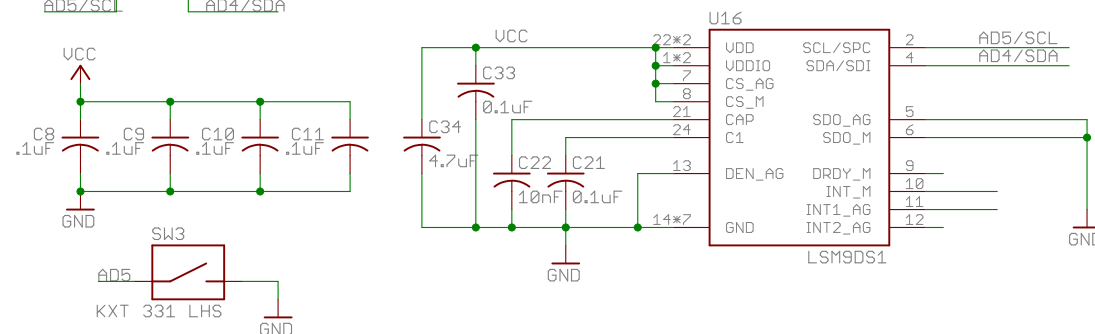 AD5/SCL
AD4/SDA
VCC
C8
.1uF
C9
.1uF
C10
.1uF
C11
.1uF
GND
SW3
AD5
KXT 331 LHS
GND
VCC
C33
0.1uF
C34
4.7uF
C22
10nF
C21
0.1uF
GND
U16
22*2 VDD SCL/SPC 2 AD5/SCL
1*2 VDDIO SDA/SDI 4 AD4/SDA
7 CS_AG
8 CS_M
21 CAP SDO_AG 5
24 C1 SDO_M 6
13 DEN_AG DRDY_M 9
INT_M 10
INT1_AG 11
14*7 GND INT2_AG 12
LSM9DS1
GND